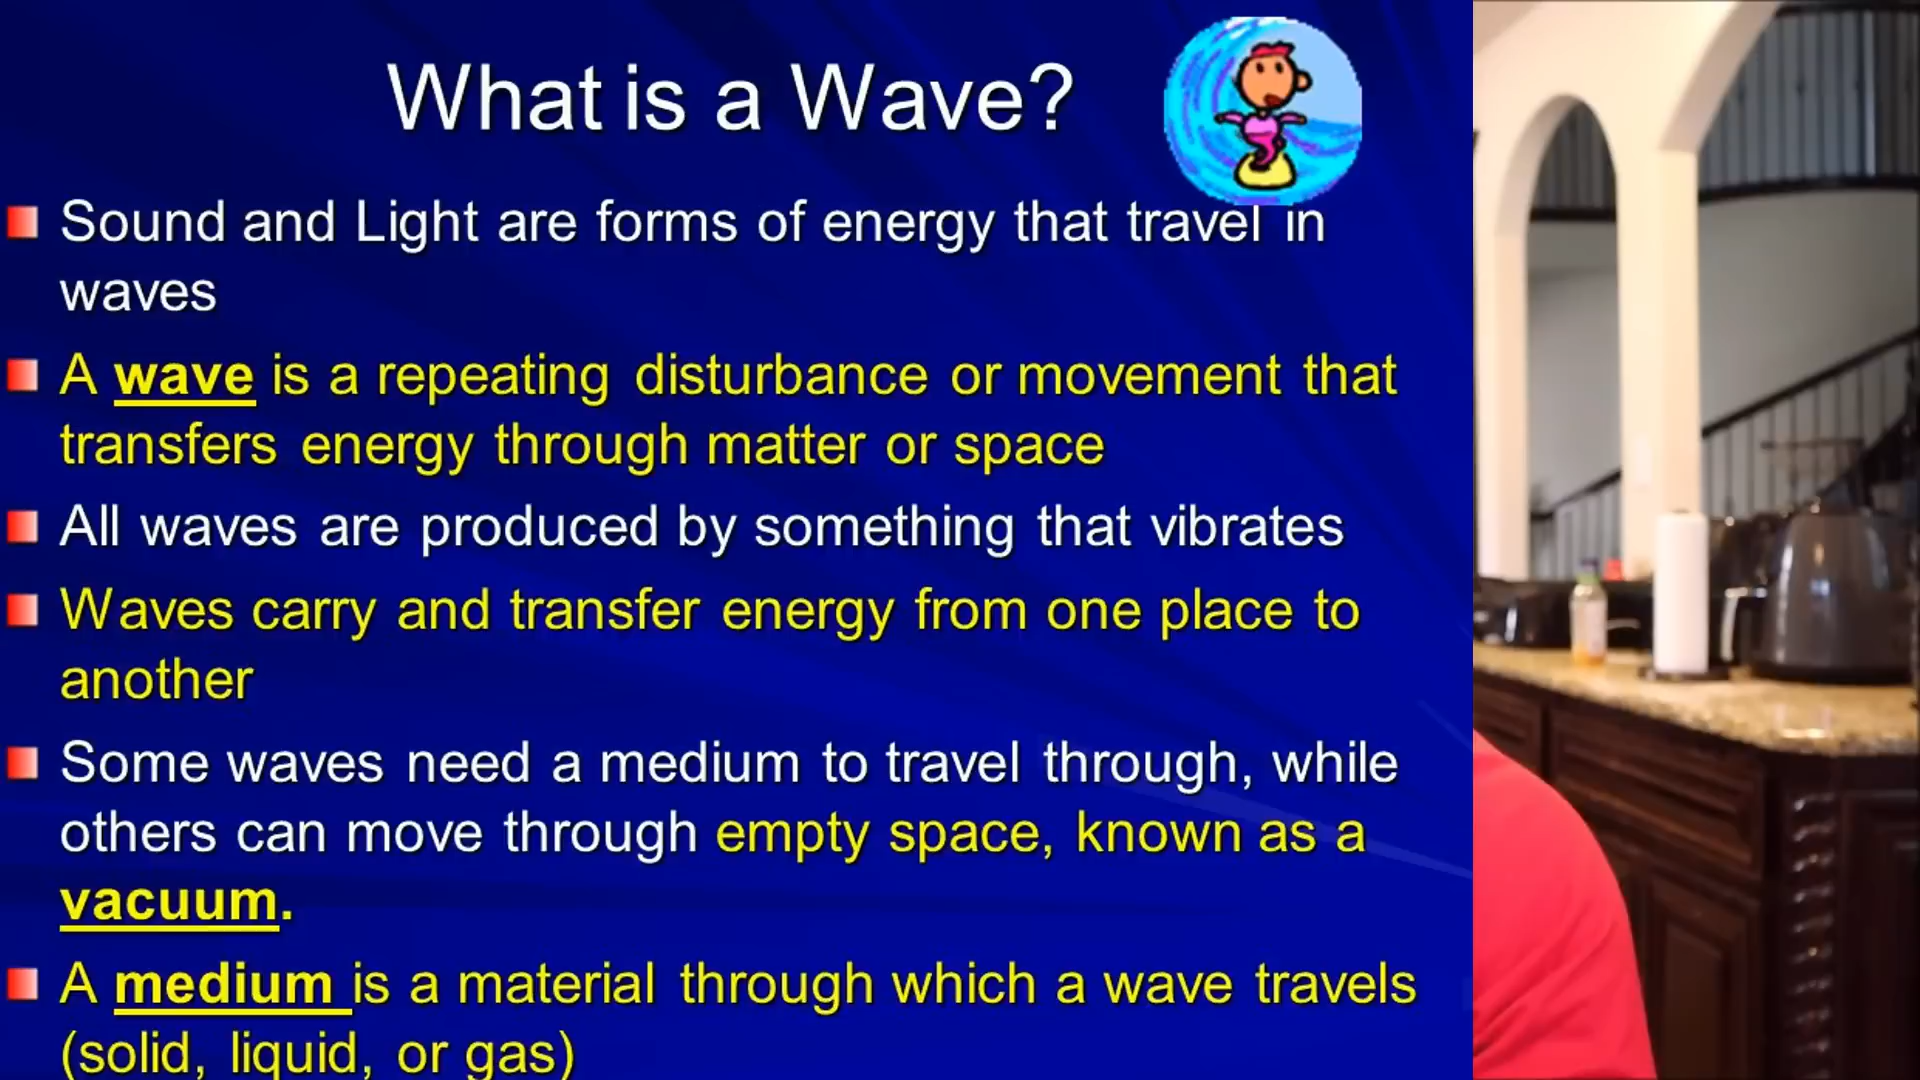 What is a Wave?
Sound and Light are forms of energy that travel in
waves
A wave is a repeating disturbance or movement that
transfers energy through matter or space
All waves are produced by something that vibrates
Waves carry and transfer energy from one place to
another
Some waves need a medium to travel through, while
others can move through empty space, known as a
vacuum.
A medium is a material through which a wave travels
(solid, liquid, or gas)